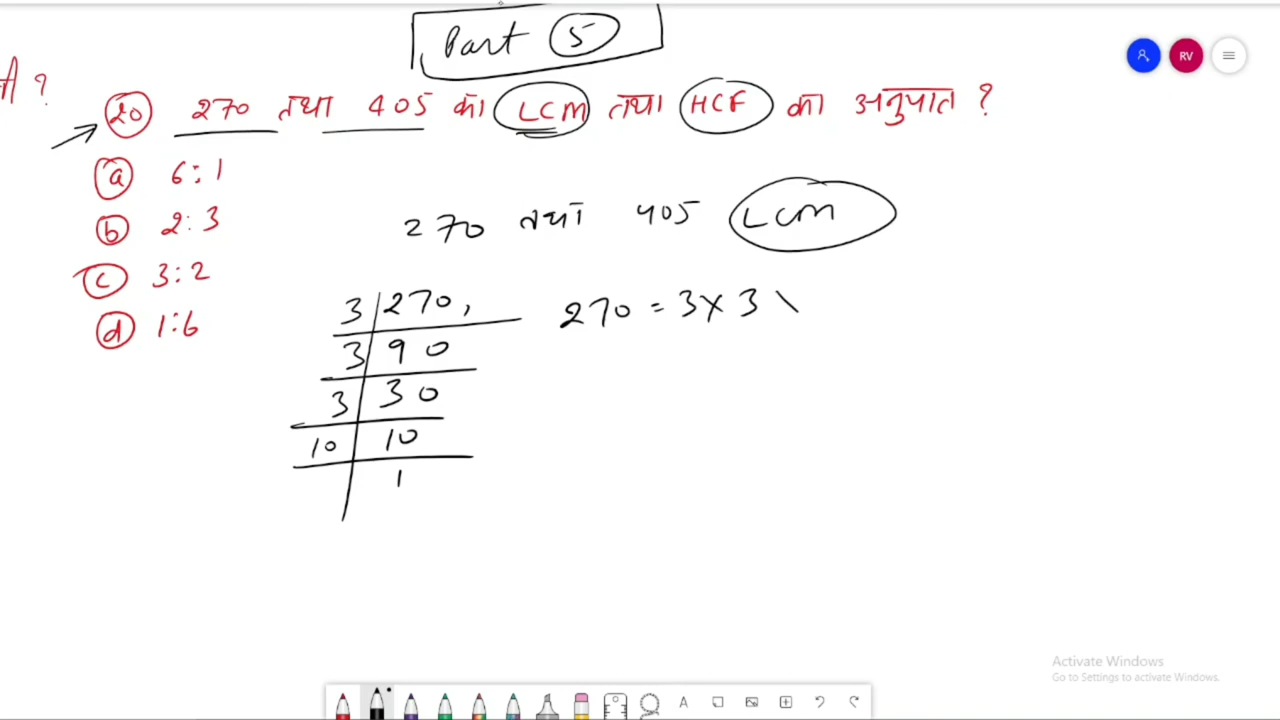 Part 5
RV
20 270 तथा 405 का LCM तथा HCF का अनुपात ?
a 6:1
b 2:3
c 3:2
d 1:6
270 तथा 405 LCM
3 270,
3 90
3 30
10 10
1
270 = 3 × 3 \
Activate Windows
Go to Settings to activate Windows.
A